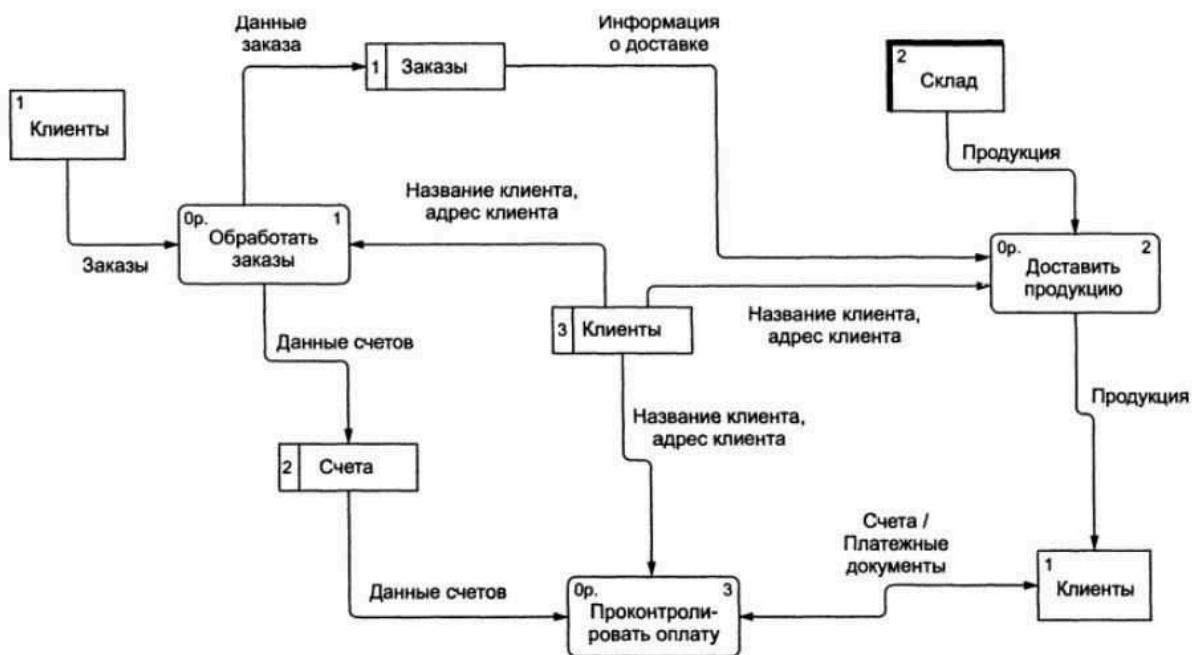 Данные
заказа
Информация
о доставке
1 Заказы
2
Склад
1
Клиенты
Продукция
Название клиента,
адрес клиента
0р. 1
Обработать
заказы
Заказы
0р. 2
Доставить
продукцию
3 Клиенты
Название клиента,
адрес клиента
Данные счетов
Продукция
Название клиента,
адрес клиента
2 Счета
Счета /
Платежные
документы
1
Клиенты
Данные счетов
0р. 3
Проконтроли-
ровать оплату